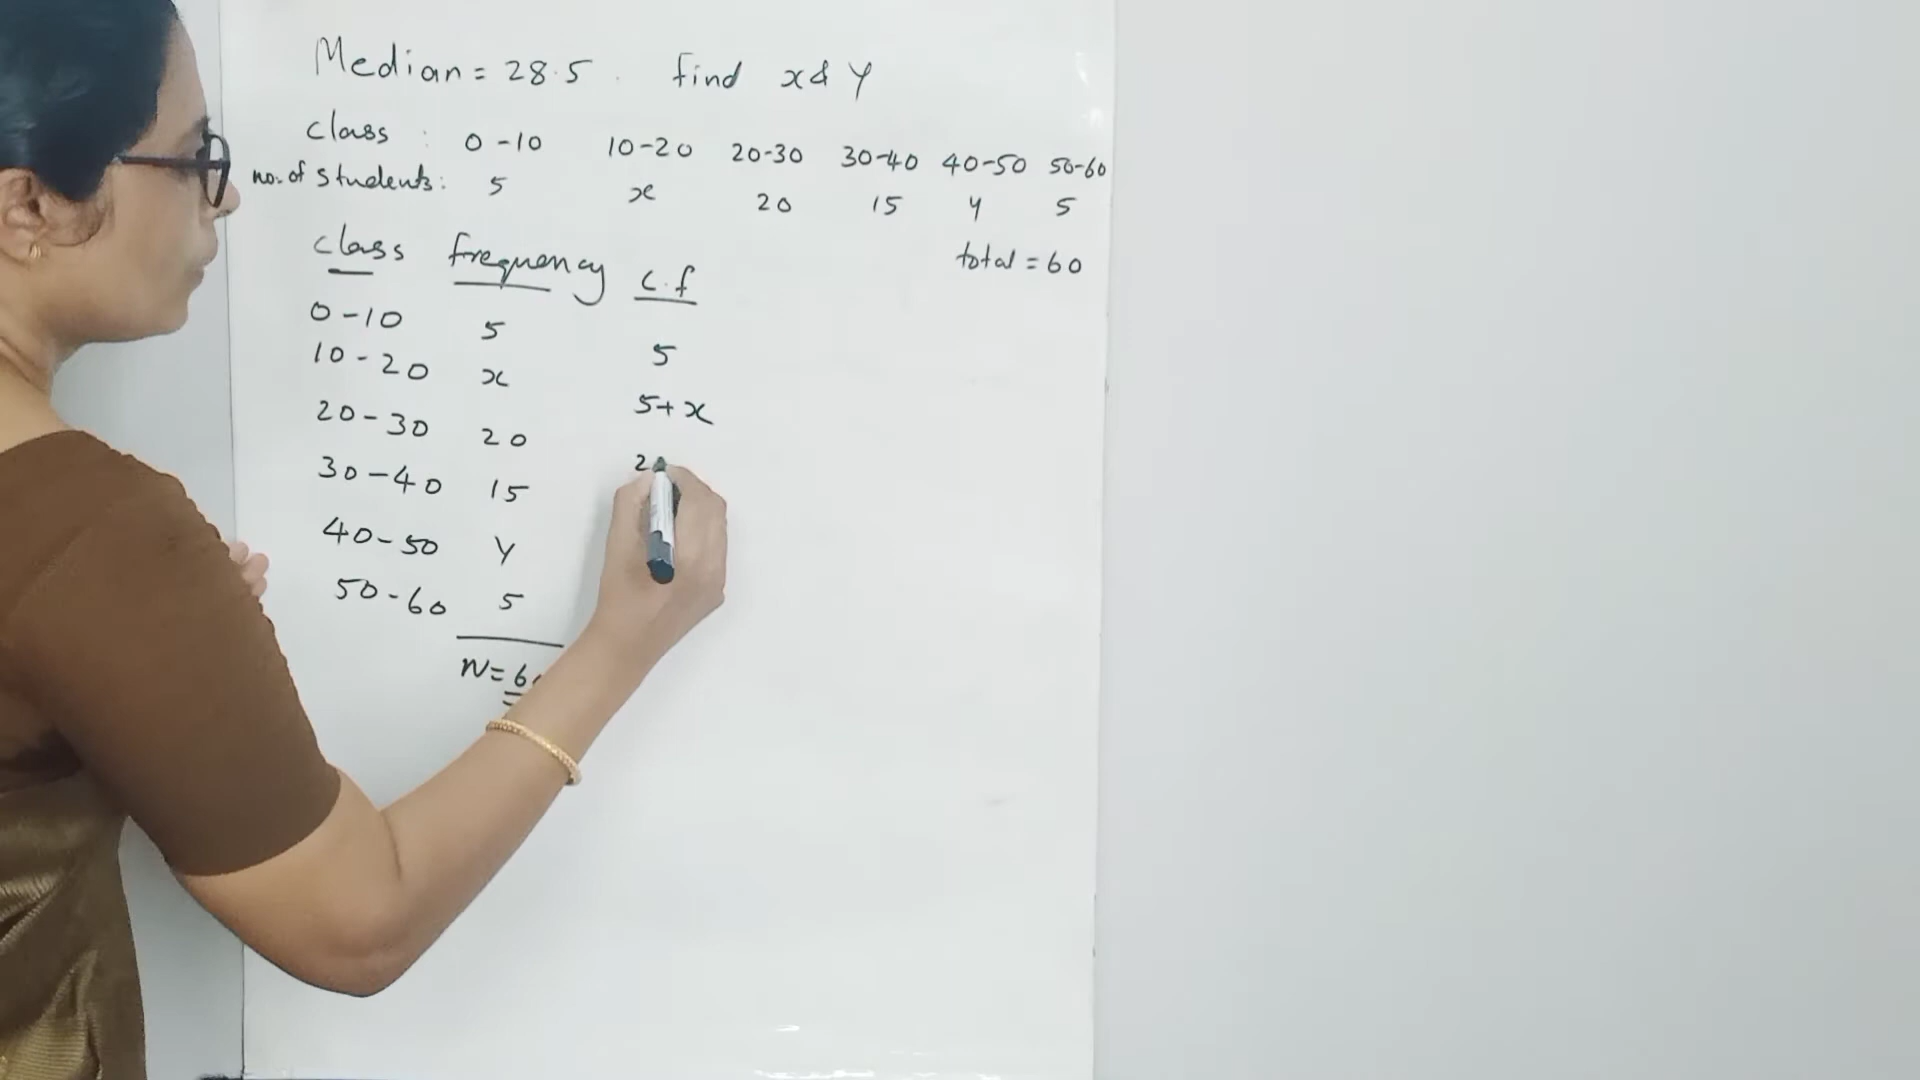 Median = 28.5 . find x & y
class : 0-10 10-20 20-30 30-40 40-50 50-60
no. of students: 5 x 20 15 y 5
total = 60
class frequency c.f
0-10 5 5
10-20 x 5+x
20-30 20 2
30-40 15
40-50 y
50-60 5
N=6